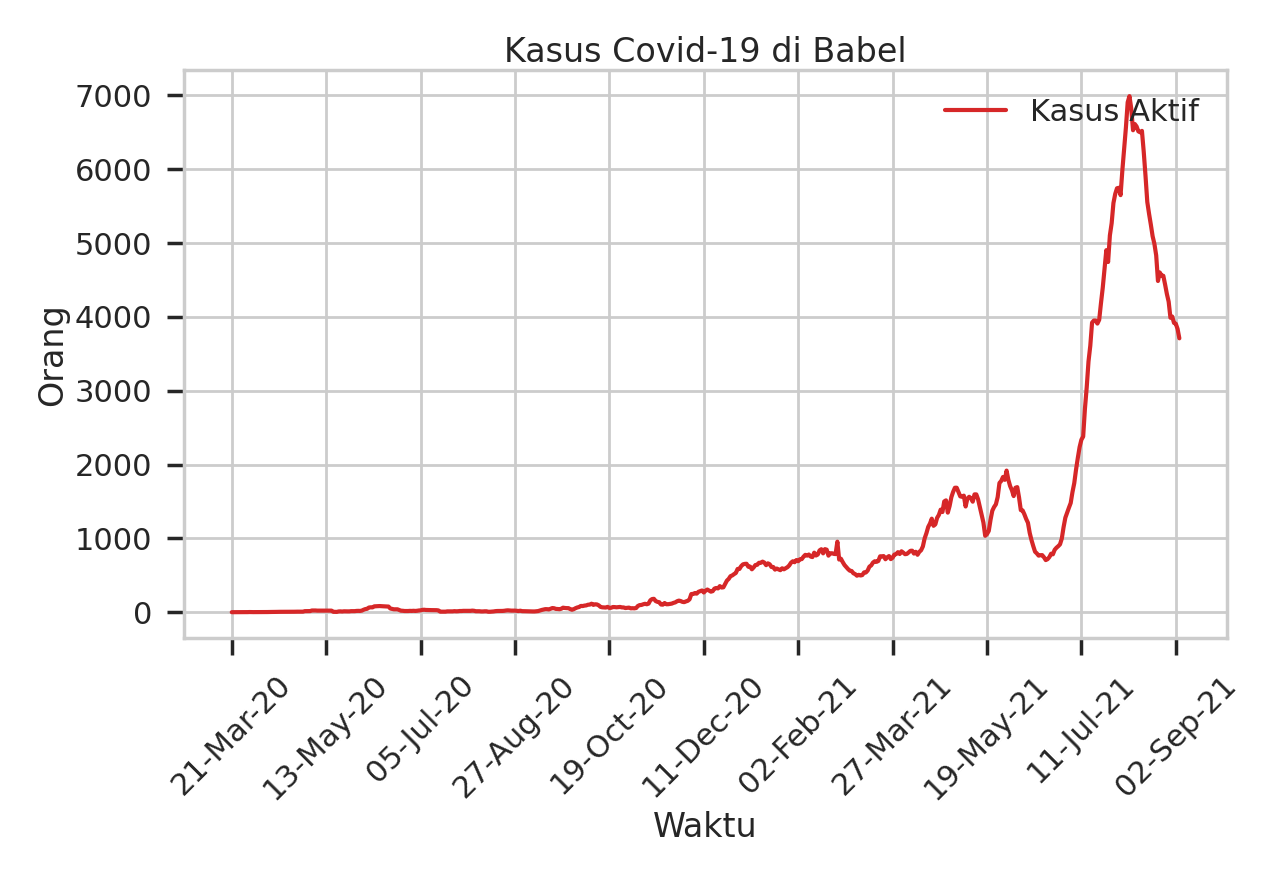 Kasus Covid-19 di Babel
Kasus Aktif
7000
6000
5000
4000
3000
2000
1000
0
Orang
21-Mar-20
13-May-20
05-Jul-20
27-Aug-20
19-Oct-20
11-Dec-20
02-Feb-21
27-Mar-21
19-May-21
11-Jul-21
02-Sep-21
Waktu